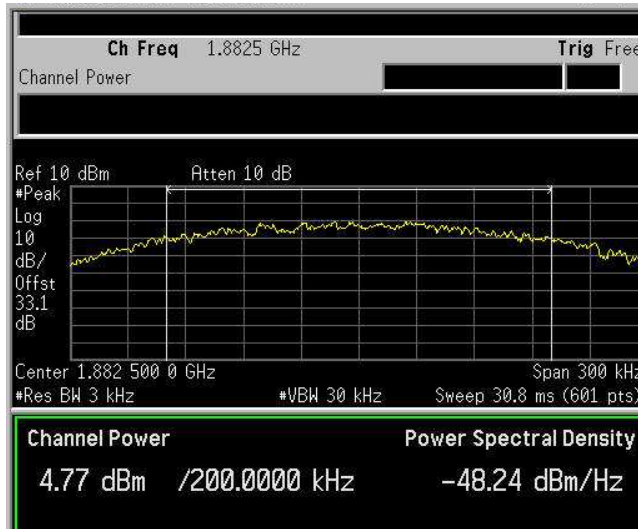 Ch Freq 1.8825 GHz Trig Free
Channel Power
Ref 10 dBm Atten 10 dB
#Peak
Log
10
dB/
Offst
33.1
dB
Center 1.882 500 0 GHz Span 300 kHz
#Res BW 3 kHz #VBW 30 kHz Sweep 30.8 ms (601 pts)
Channel Power Power Spectral Density
4.77 dBm /200.0000 kHz -48.24 dBm/Hz